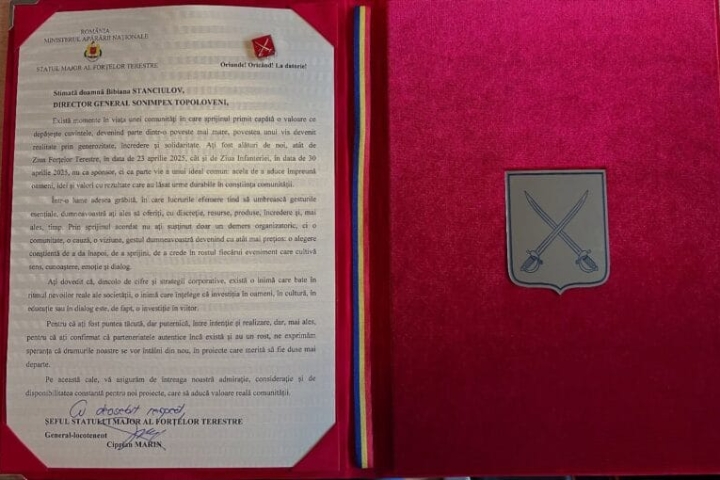 ROMÂNIA
MINISTERUL APĂRĂRII NAȚIONALE
STATUL MAJOR AL FORȚELOR TERESTRE
Oriunde! Oricând! La datorie!
Stimată doamnă Bibiana STANCIULOV,
DIRECTOR GENERAL SONIMPEX TOPOLOVENI,
Există momente în viața unei comunități în care sprijinul primit capătă o valoare ce
depășește cuvintele, devenind parte dintr-o poveste mai mare, povestea unui vis devenit
realitate prin generozitate, încredere și solidaritate. Ați fost alături de noi, atât de
Ziua Forțelor Terestre, în data de 23 aprilie 2025, cât și de Ziua Infanteriei, în data de 30
aprilie 2025, nu ca sponsor, ci ca parte vie a unui ideal comun: acela de a aduce împreună
oameni, idei și valori cu rezultate care au lăsat urme durabile în conștiința comunității.
Într-o lume adesea grăbită, în care lucrurile efemere tind să umbrească gesturile
esențiale, dumneavoastră ați ales să oferiți, cu discreție, resurse, produse, încredere și, mai
ales, timp. Prin sprijinul acordat nu ați susținut doar un demers organizatoric, ci o
comunitate, o cauză, o viziune, gestul dumneavoastră devenind cu atât mai prețios: o alegere
conștientă de a da înapoi, de a sprijini, de a crede în rostul fiecărui eveniment care cultivă
sens, cunoaștere, emoție și dialog.
Ați dovedit că, dincolo de cifre și strategii corporative, există o inimă care bate în
ritmul nevoilor reale ale societății, o inimă care înțelege că investiția în oameni, în cultură, în
educație sau în dialog este, de fapt, o investiție în viitor.
Pentru că ați fost puntea tăcută, dar puternică, între intenție și realizare, dar, mai ales,
pentru că ați confirmat că parteneriatele autentice încă există și au un rost, ne exprimăm
speranța că drumurile noastre se vor întâlni din nou, în proiecte care merită să fie duse mai
departe.
Pe această cale, vă asigurăm de întreaga noastră admirație, considerație și de
disponibilitatea constantă pentru noi proiecte, care să aducă valoare reală comunității.
Cu deosebit respect,
ȘEFUL STATULUI MAJOR AL FORȚELOR TERESTRE
General-locotenent
Ciprian MARIN